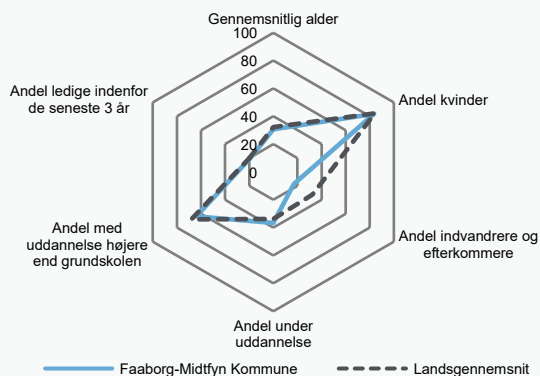 Gennemsnitlig alder
100
80
60
40
20
0
Andel kvinder
Andel indvandrere og
efterkommere
Andel under
uddannelse
Andel med
uddannelse højere
end grundskolen
Andel ledige indenfor
de seneste 3 år
Faaborg-Midtfyn Kommune
Landsgennemsnit